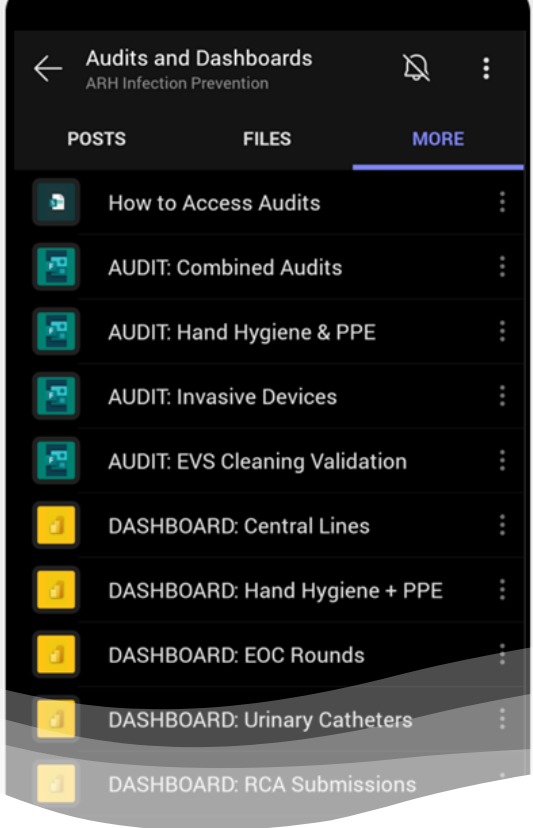 Audits and Dashboards
ARH Infection Prevention
POSTS FILES MORE
How to Access Audits
AUDIT: Combined Audits
AUDIT: Hand Hygiene & PPE
AUDIT: Invasive Devices
AUDIT: EVS Cleaning Validation
DASHBOARD: Central Lines
DASHBOARD: Hand Hygiene + PPE
DASHBOARD: EOC Rounds
DASHBOARD: Urinary Catheters
DASHBOARD: RCA Submissions